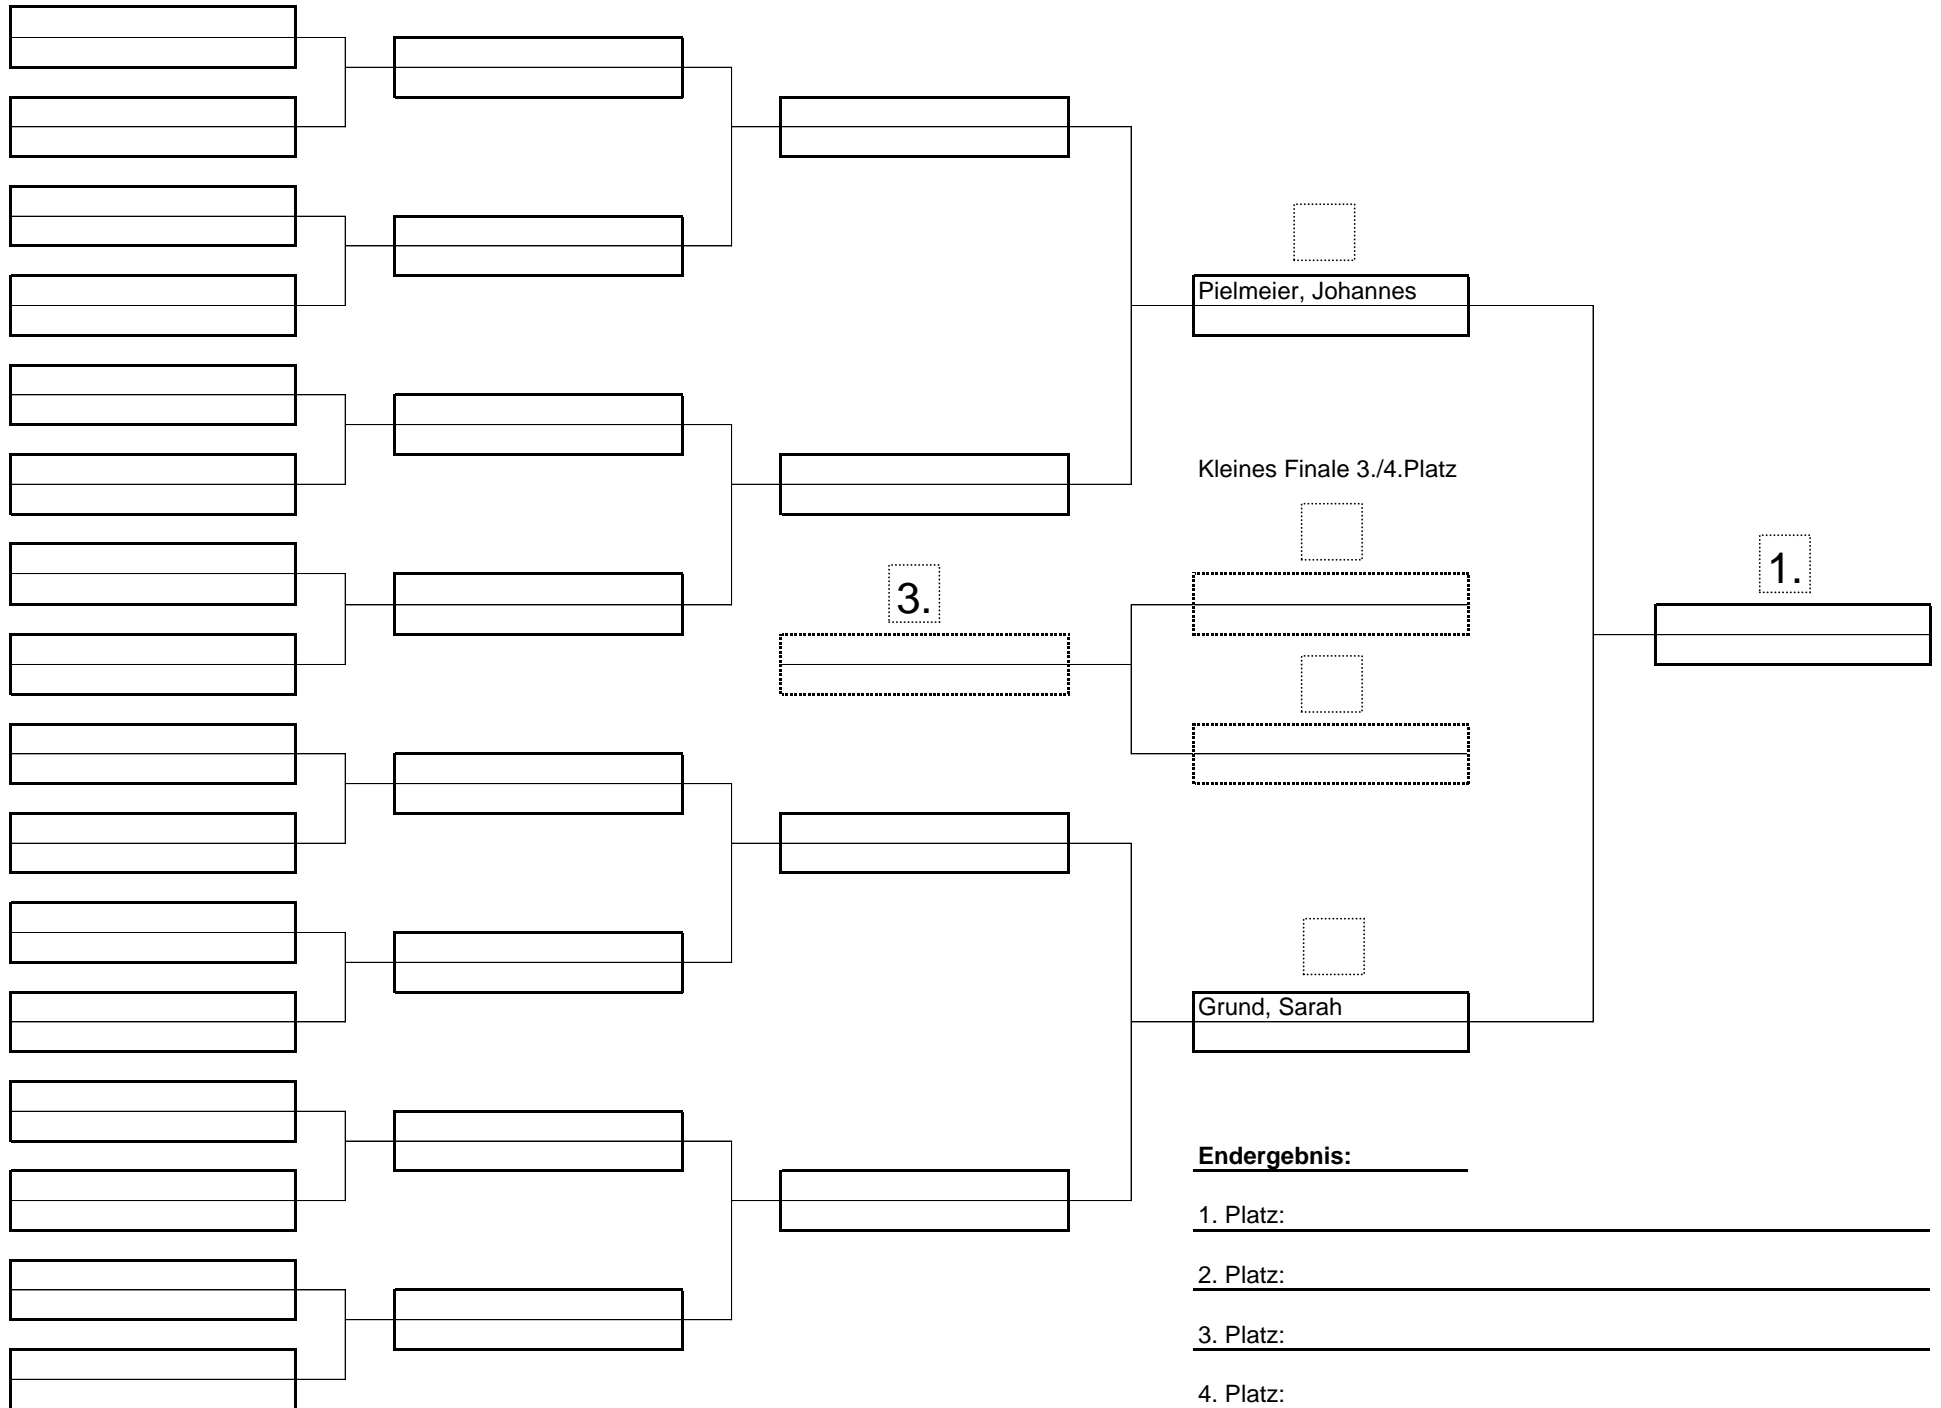 Pielmeier, Johannes
Kleines Finale 3./4.Platz
1.
3.
Grund, Sarah
Endergebnis:
1. Platz:
2. Platz:
3. Platz:
4. Platz: